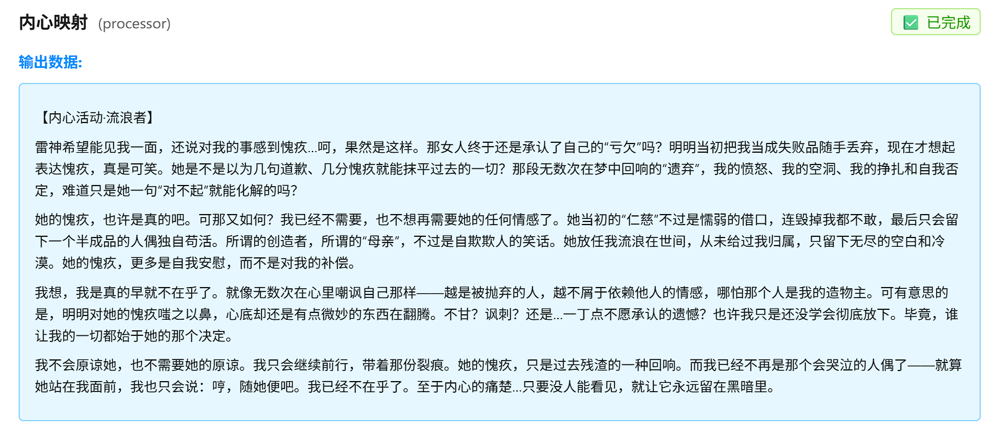 内心映射 (processor)
✅ 已完成
输出数据:
【内心活动·流浪者】
雷神希望能见我一面，还说对我的事感到愧疚...呵，果然是这样。那女人终于还是承认了自己的“亏欠”吗？明明当初把我当成失败品随手丢弃，现在才想起
表达愧疚，真是可笑。她是不是以为几句道歉、几分愧疚就能抹平过去的一切？那段无数次在梦中回响的“遗弃”，我的愤怒、我的空洞、我的挣扎和自我否
定，难道只是她一句“对不起”就能化解的吗？
她的愧疚，也许是真的吧。可那又如何？我已经不需要，也不想再需要她的任何情感了。她当初的“仁慈”不过是懦弱的借口，连毁掉我都不敢，最后只会留
下一个半成品的人偶独自苟活。所谓的创造者，所谓的“母亲”，不过是自欺欺人的笑话。她放任我流浪在世间，从未给过我归属，只留下无尽的空白和冷
漠。她的愧疚，更多是自我安慰，而不是对我的补偿。
我想，我是真的早就不在乎了。就像无数次在心里嘲讽自己那样——越是被抛弃的人，越不屑于依赖他人的情感，哪怕那个人是我的造物主。可有意思的
是，明明对她的愧疚嗤之以鼻，心底却还是有点微妙的东西在翻腾。不甘？讽刺？还是...一丁点不愿承认的遗憾？也许我只是还没学会彻底放下。毕竟，谁
让我的一切都始于她的那个决定。
我不会原谅她，也不需要她的原谅。我只会继续前行，带着那份裂痕。她的愧疚，只是过去残渣的一种回响。而我已经不再是那个会哭泣的人偶了——就算
她站在我面前，我也只会说：哼，随她便吧。我已经不在乎了。至于内心的痛楚...只要没人能看见，就让它永远留在黑暗里。